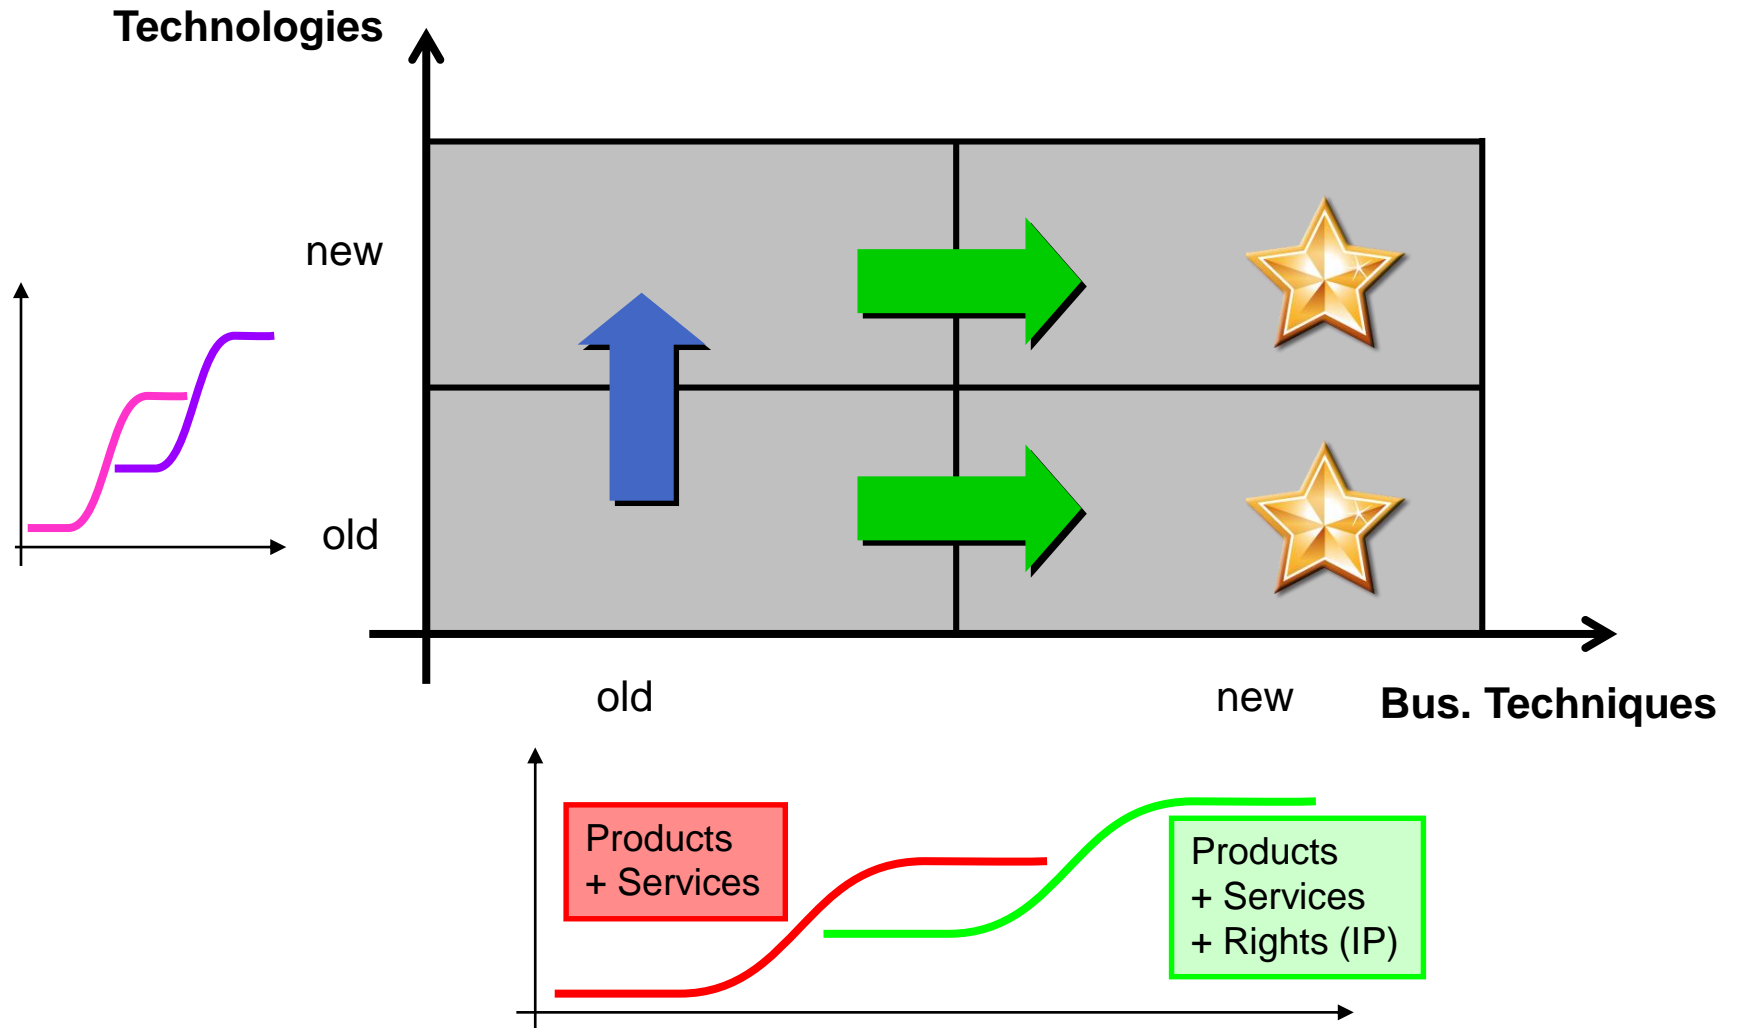 Technologies
new
old
old
new
Bus. Techniques
Products
+ Services
Products
+ Services
+ Rights (IP)